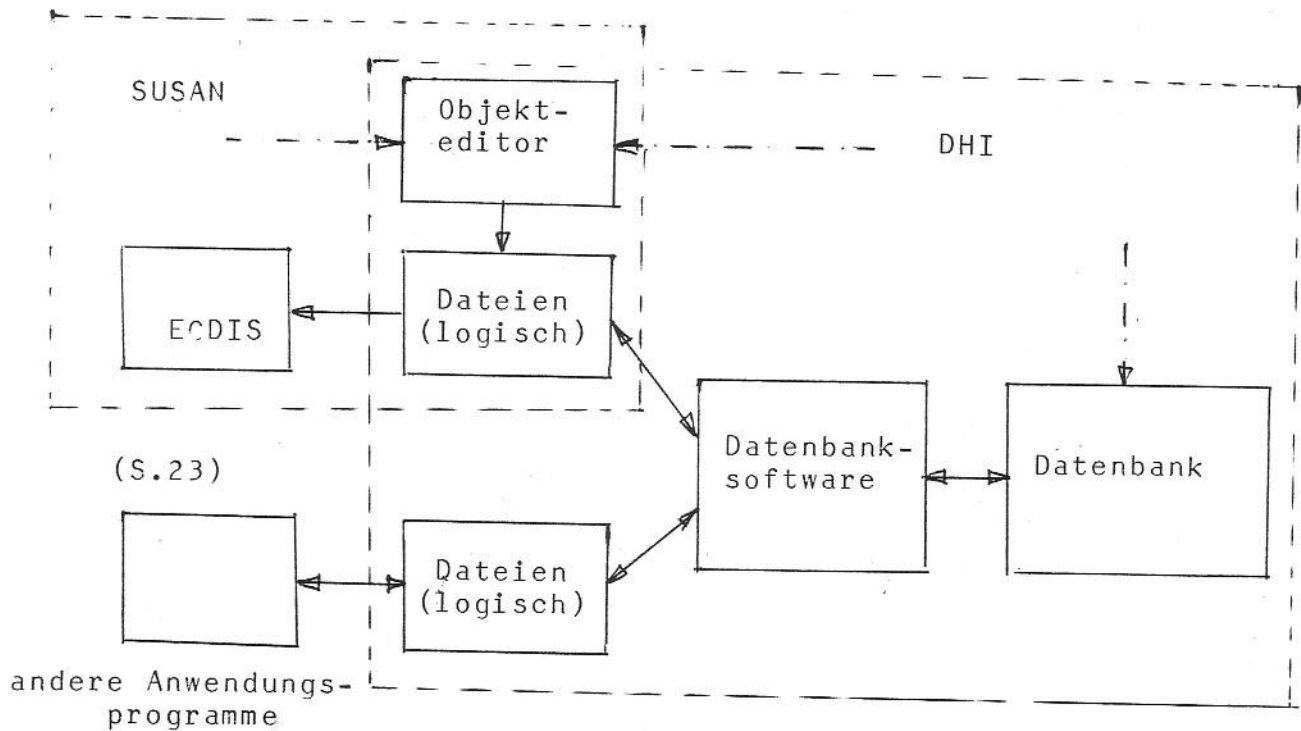 SUSAN
Objekt-
editor
DHI
ECDIS
Dateien
(logisch)
(S.23)
Datenbank-
software
Datenbank
Dateien
(logisch)
andere Anwendungs-
programme